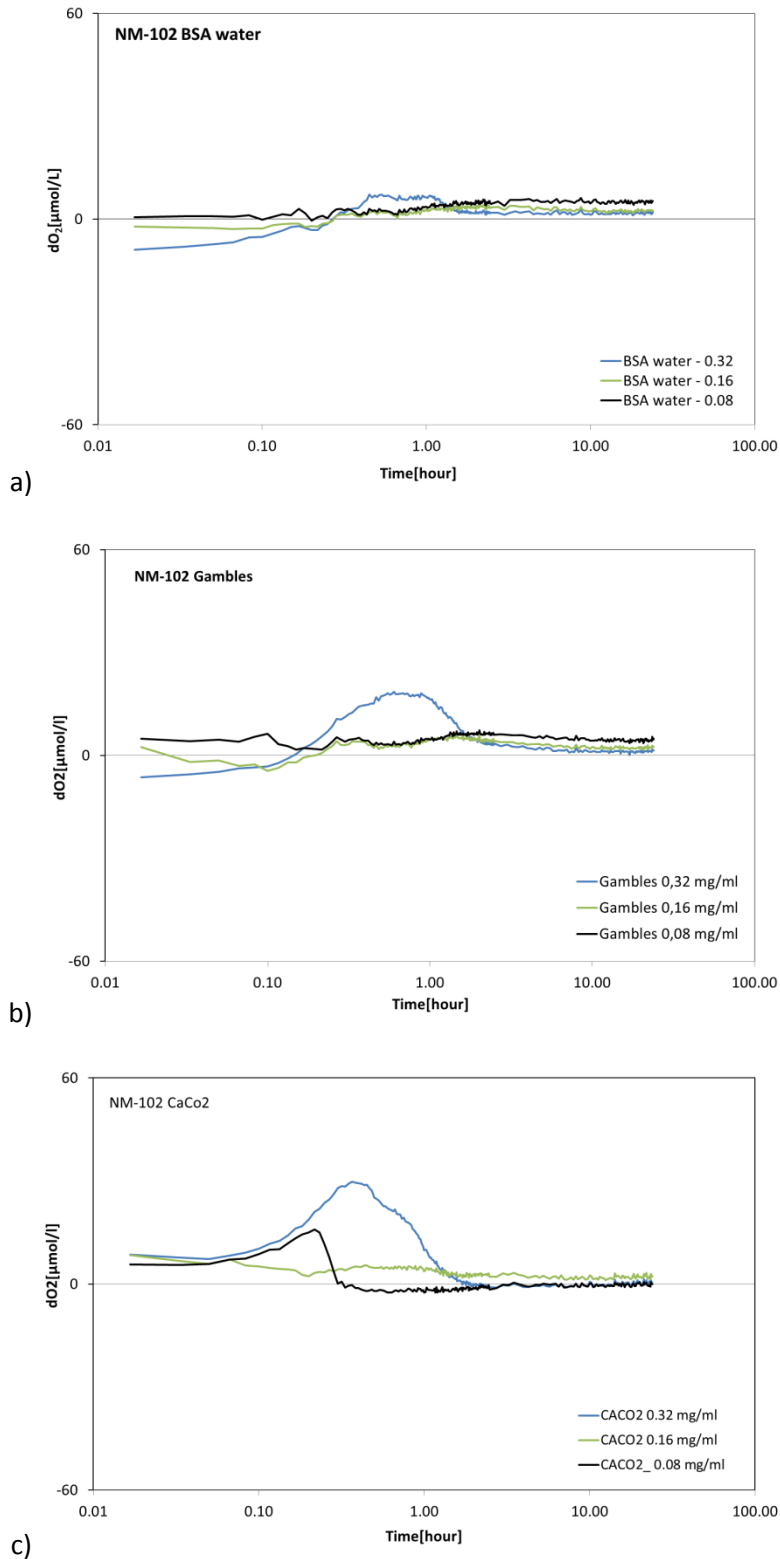 60
NM-102 BSA water
dO2[µmol/L]
0
BSA water - 0.32
BSA water - 0.16
BSA water - 0.08
-60
0.01 0.10 1.00 10.00 100.00
Time[hour]
a)
60
NM-102 Gambles
dO2[µmol/l]
0
Gambles 0,32 mg/ml
Gambles 0,16 mg/ml
Gambles 0,08 mg/ml
-60
0.01 0.10 1.00 10.00 100.00
Time[hour]
b)
60
NM-102 CaCo2
dO2[µmol/l]
0
CACO2 0.32 mg/ml
CACO2 0.16 mg/ml
CACO2_ 0.08 mg/ml
-60
0.01 0.10 1.00 10.00 100.00
Time[hour]
c)